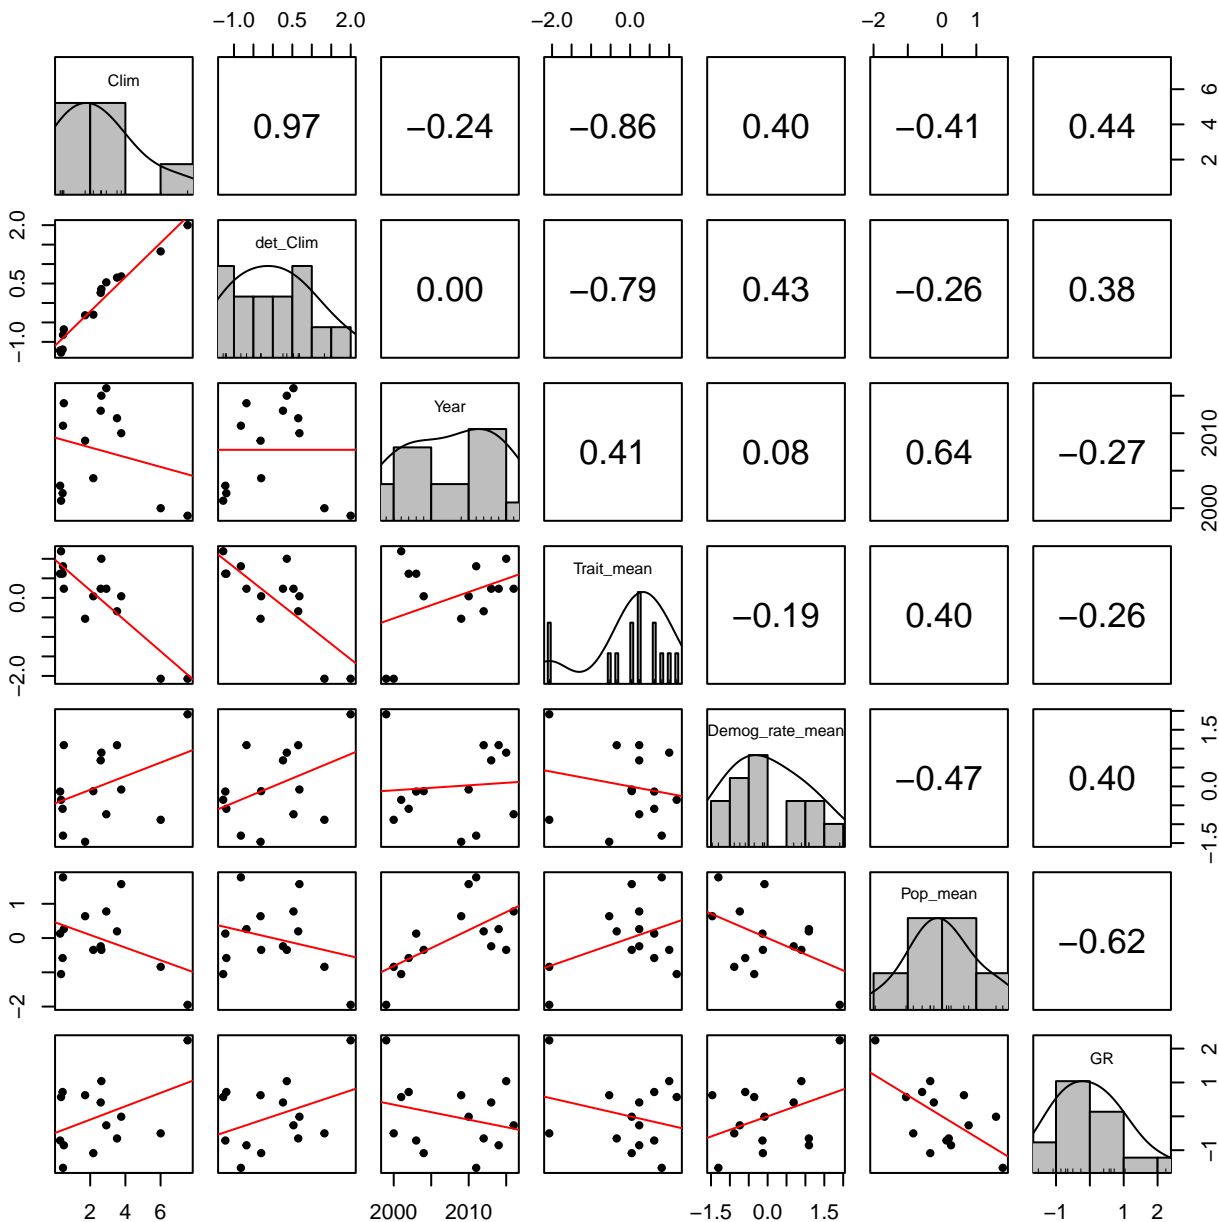 −1.0 0.5 2.0 −2.0 0.0 −2 0 1
Clim 0.97 −0.24 −0.86 0.40 −0.41 0.44 2 4 6
−1.0 0.5 2.0 det_Clim 0.00 −0.79 0.43 −0.26 0.38
Year 0.41 0.08 0.64 −0.27 2000 2010
−2.0 0.0 Trait_mean −0.19 0.40 −0.26
Demog_rate_mean −0.47 0.40 −1.5 0.0 1.5
−2 0 1 Pop_mean −0.62
GR −1 1 2
2 4 6 2000 2010 −1.5 0.0 1.5 −1 1 2